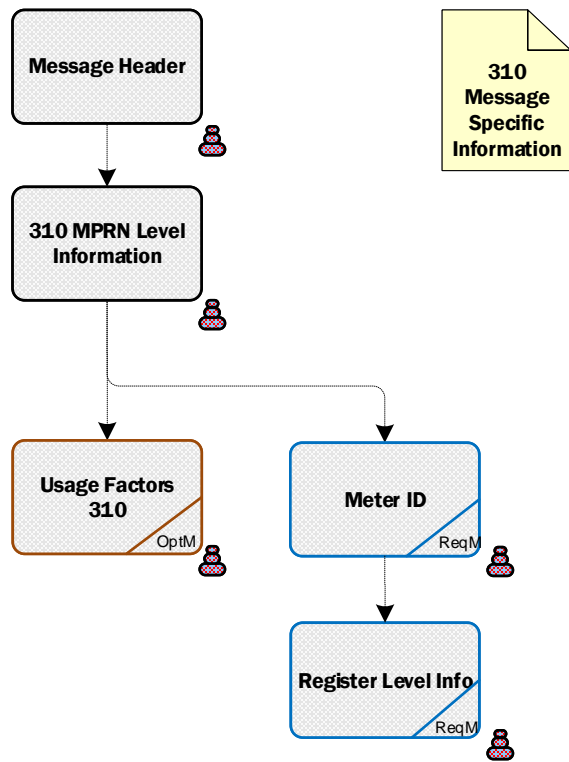 Message Header
310
Message
Specific
Information
310 MPRN Level
Information
Usage Factors
310
OptM
Meter ID
ReqM
Register Level Info
ReqM